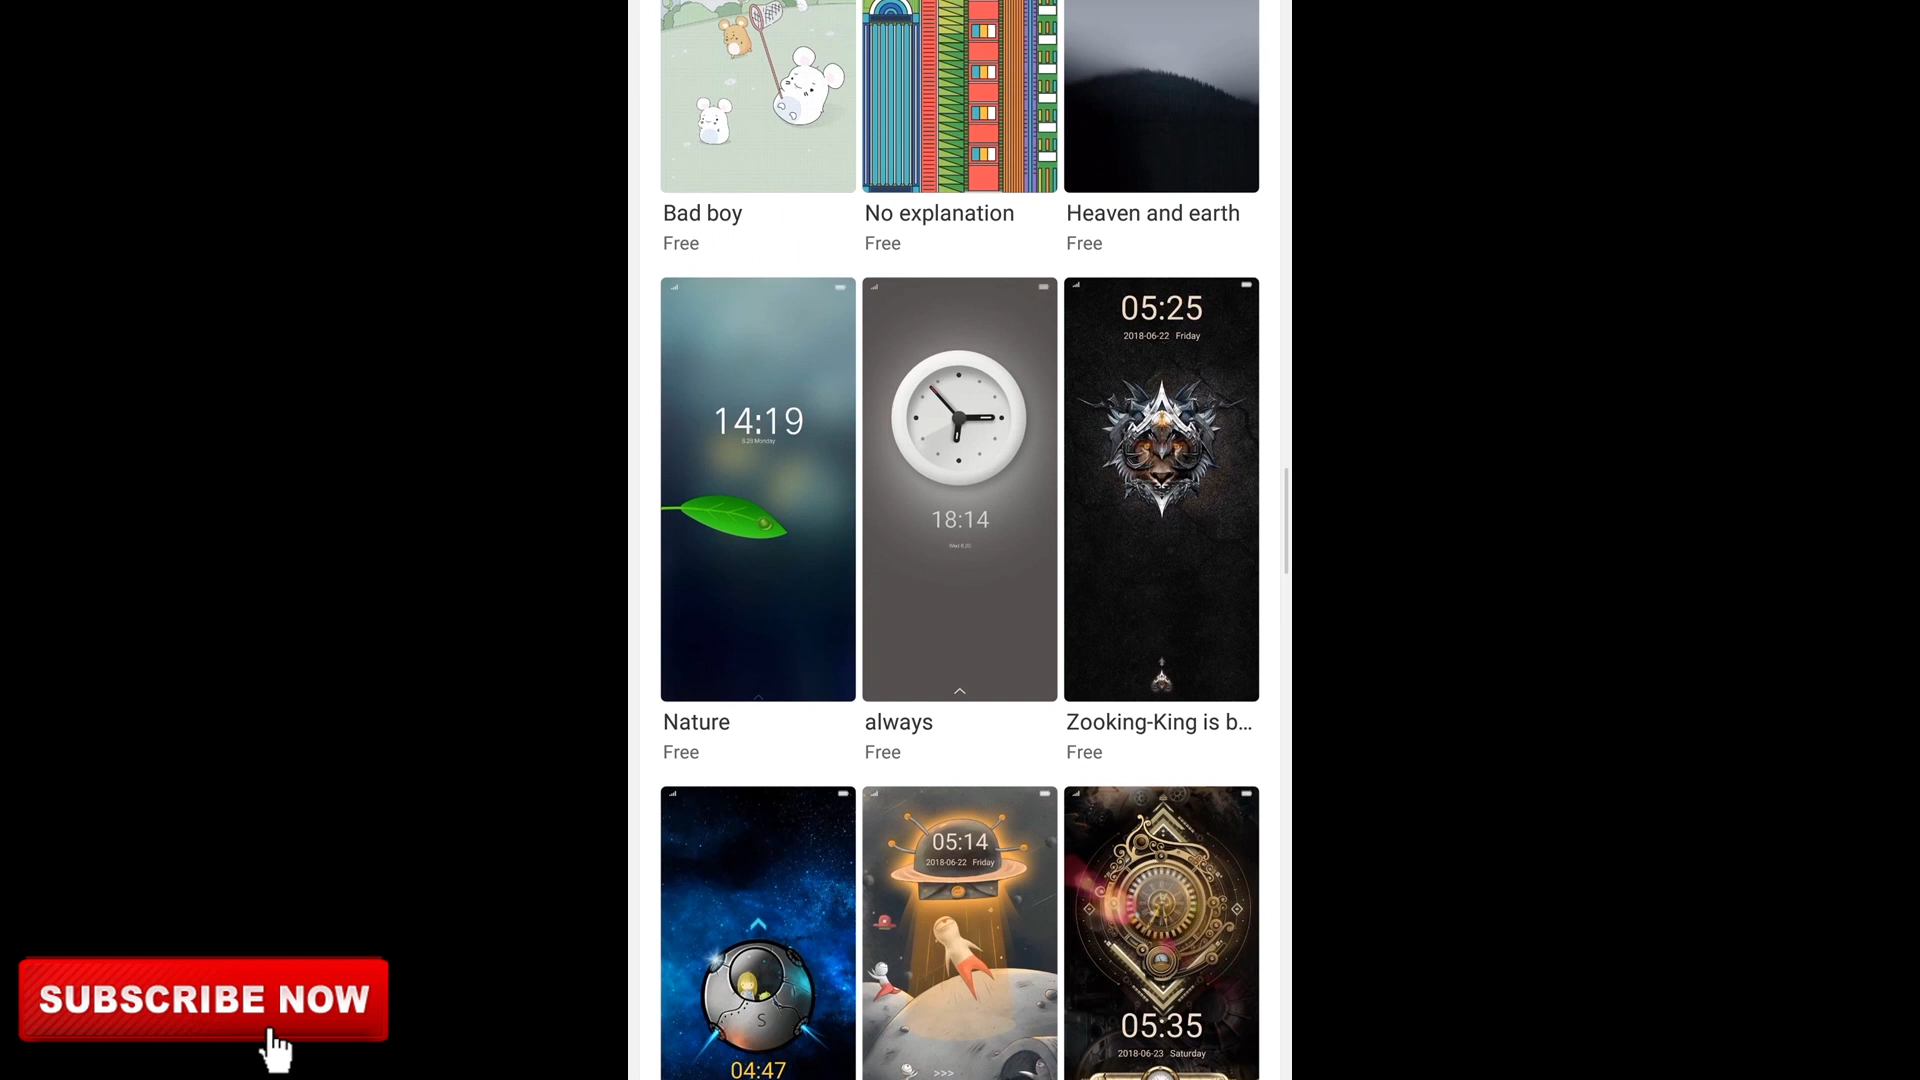 Bad boy
No explanation
Heaven and earth
Free
Free
Free
14:19
18:14
05:25
2018-06-22 Friday
Nature
always
Zooking-King is b...
Free
Free
Free
05:14
2018-06-22 Friday
S
04:47
>>>
05:35
2018-06-23 Saturday
SUBSCRIBE NOW